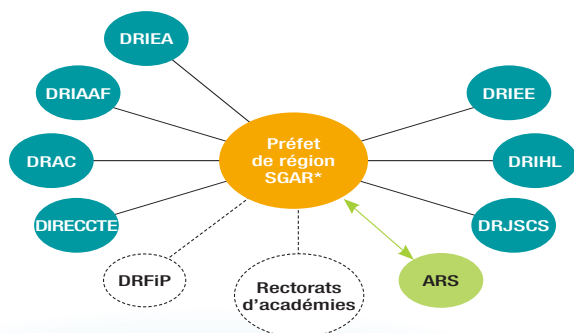 DRIEA
DRIAAF
DRIEE
Préfet
de région
SGAR*
DRAC
DRIHL
DIRECCTE
DRJSCS
DRFiP
Rectorats
d'académies
ARS